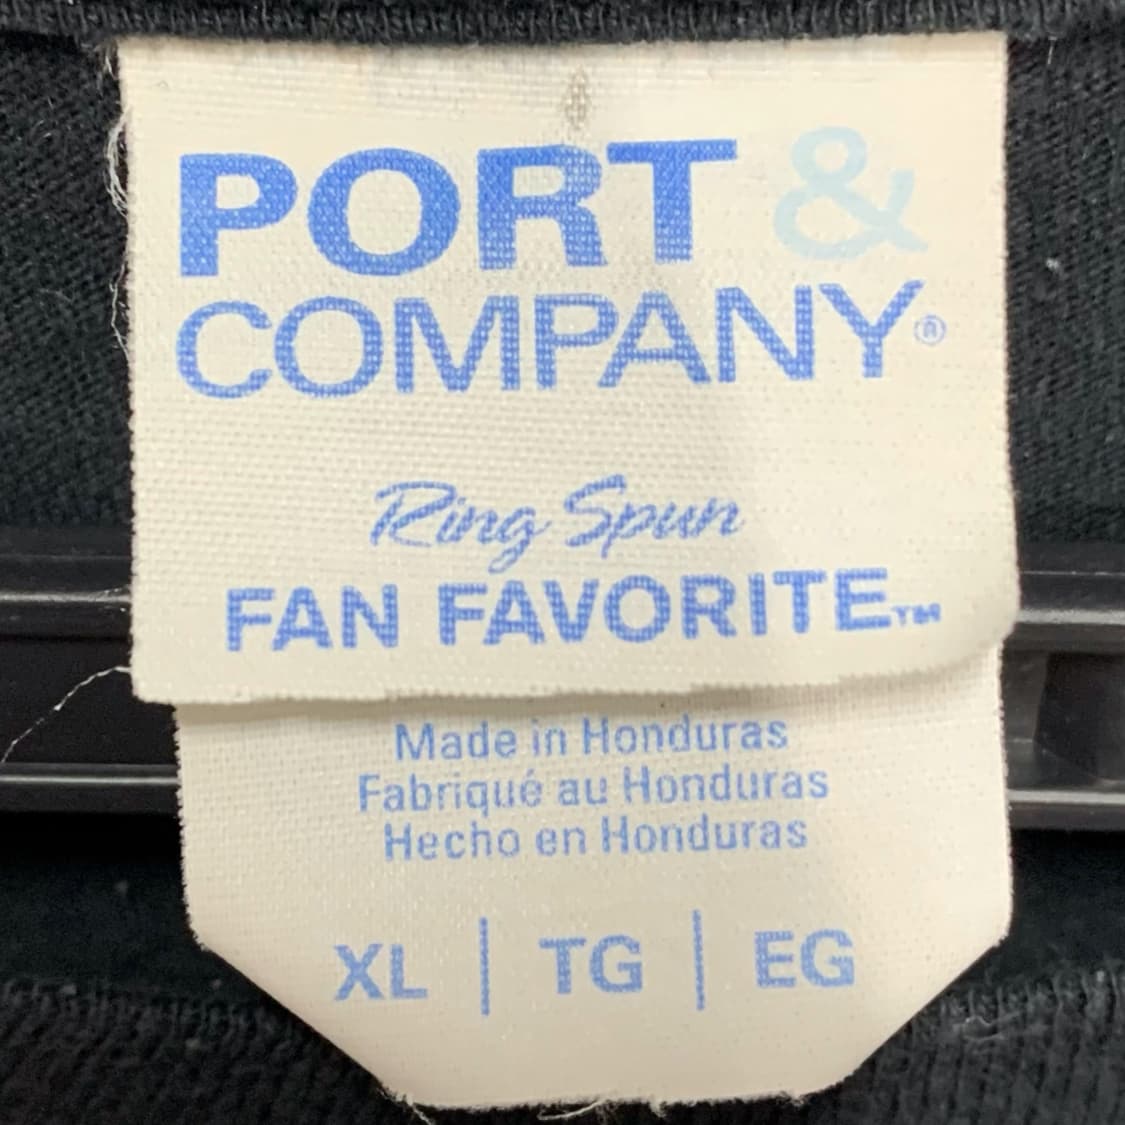 PORT &
COMPANY®
Ring Spun
FAN FAVORITE™
Made in Honduras
Fabriqué au Honduras
Hecho en Honduras
XL | TG | EG